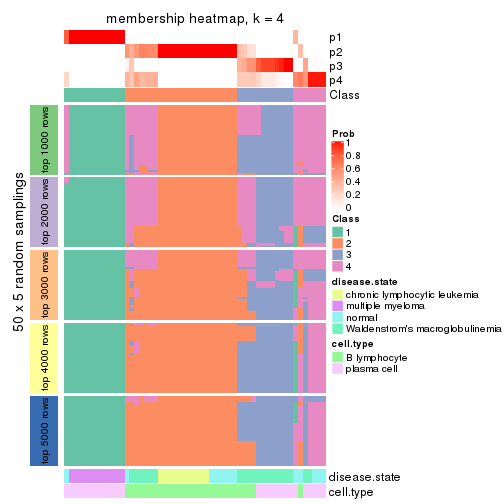 membership heatmap, k = 4
p1
p2
p3
p4
Class
50 x 5 random samplings
top 1000 rows
top 2000 rows
top 3000 rows
top 4000 rows
top 5000 rows
Prob
1
0.8
0.6
0.4
0.2
0
Class
1
2
3
4
disease.state
chronic lymphocytic leukemia
multiple myeloma
normal
Waldenstrom's macroglobulinemia
cell.type
B lymphocyte
plasma cell
disease.state
cell.type